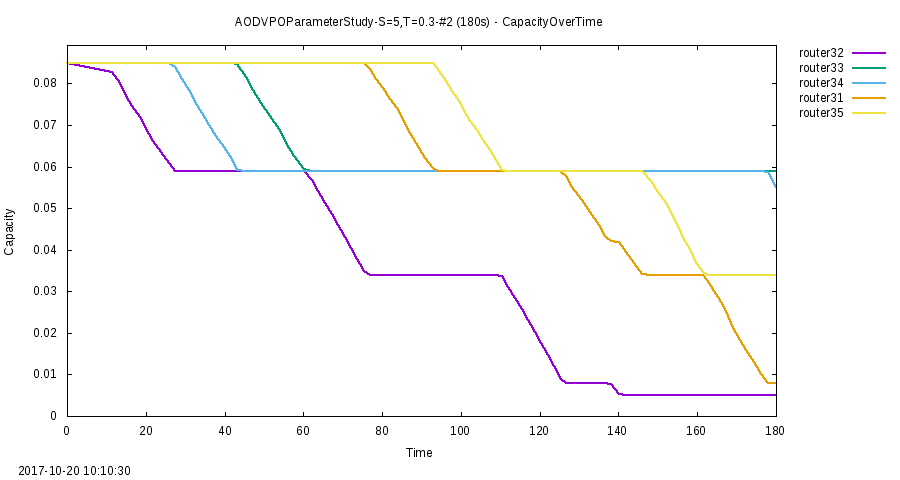 AODVPOParameterStudy-S=5,T=0.3-#2 (180s) - CapacityOverTime
router32
router33
router34
router31
router35
0.08
0.07
0.06
0.05
0.04
0.03
0.02
0.01
0
Capacity
0 20 40 60 80 100 120 140 160 180
Time
2017-10-20 10:10:30